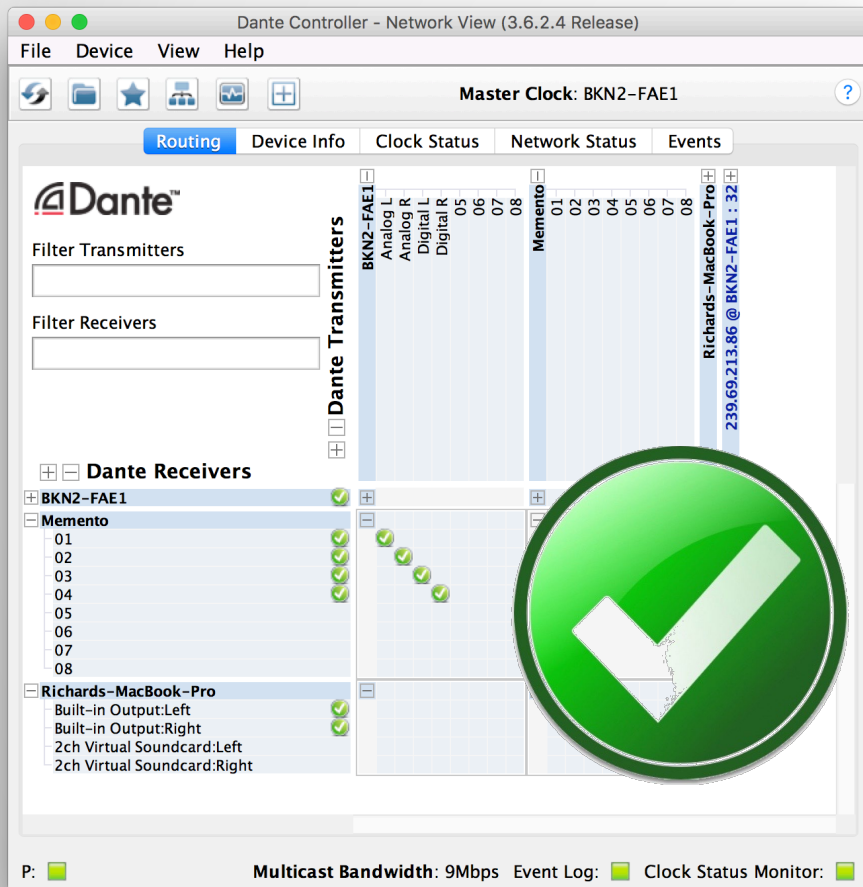 Dante Controller - Network View (3.6.2.4 Release)
File Device View Help
Master Clock: BKN2-FAE1
?
Routing Device Info Clock Status Network Status Events
Dante™
Filter Transmitters
Filter Receivers
Dante Transmitters
BKN2-FAE1
Analog L
Analog R
Digital L
Digital R
05
06
07
08
Memento
01
02
03
04
05
06
07
08
Richards-MacBook-Pro
239.69.213.86 @ BKN2-FAE1 : 32
Dante Receivers
BKN2-FAE1
Memento
01
02
03
04
05
06
07
08
Richards-MacBook-Pro
Built-in Output:Left
Built-in Output:Right
2ch Virtual Soundcard:Left
2ch Virtual Soundcard:Right
P: Multicast Bandwidth: 9Mbps Event Log: Clock Status Monitor: